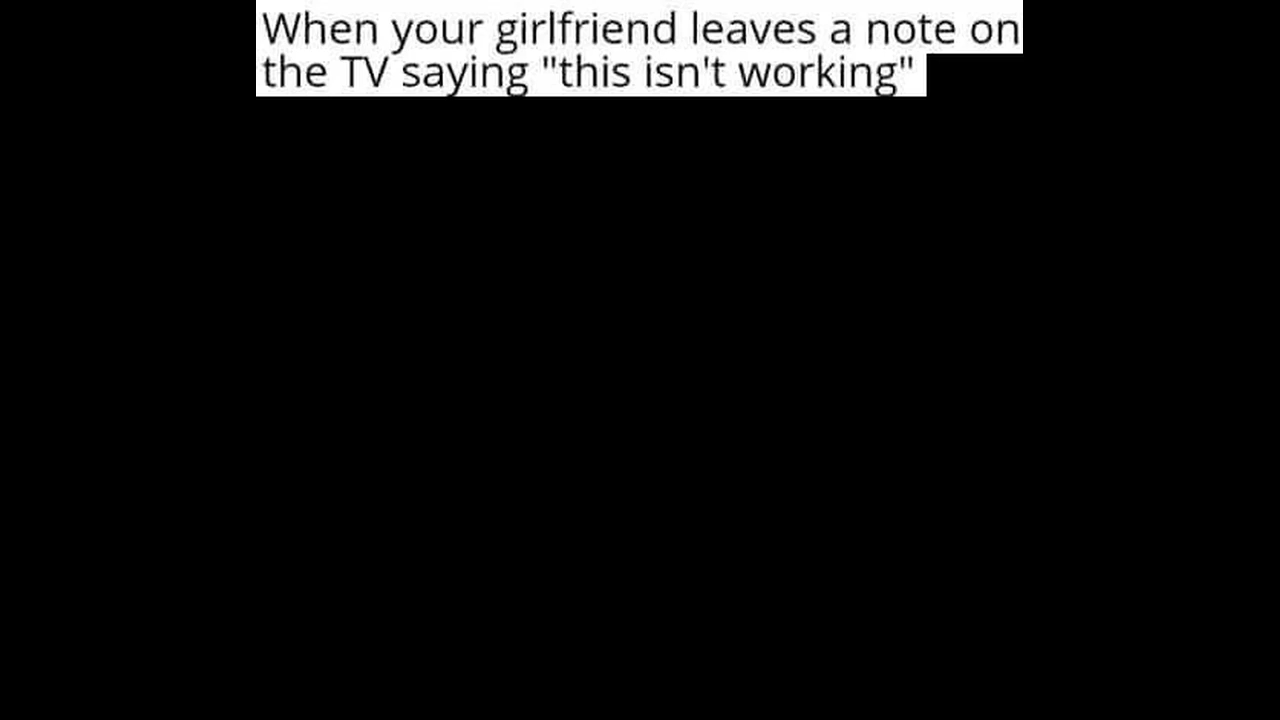 When your girlfriend leaves a note on
the TV saying "this isn't working"